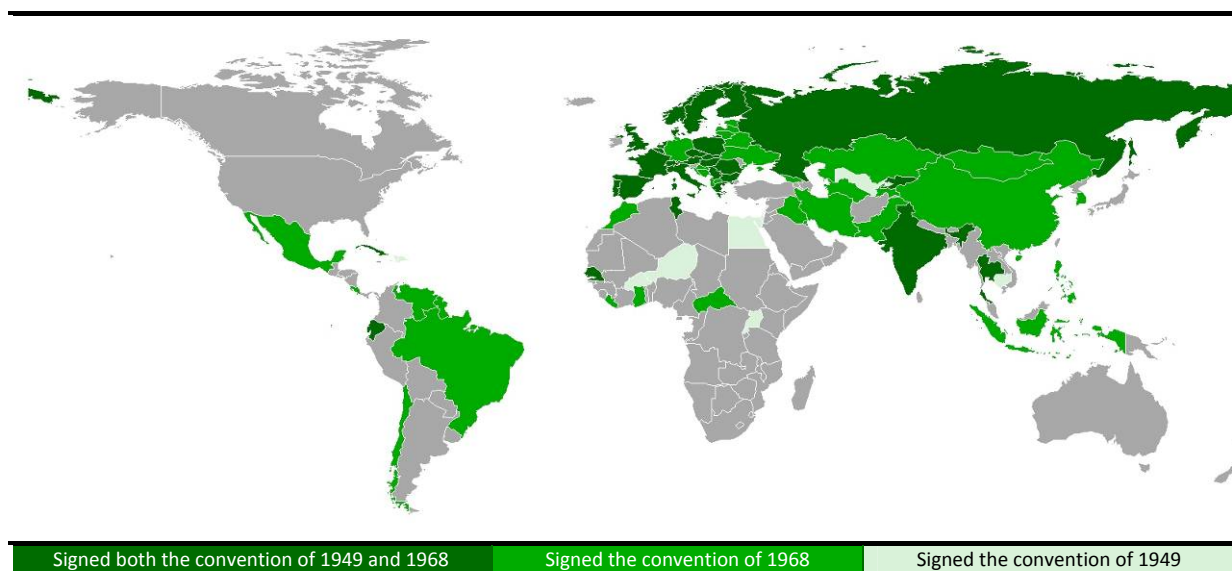 Signed both the convention of 1949 and 1968
Signed the convention of 1968
Signed the convention of 1949